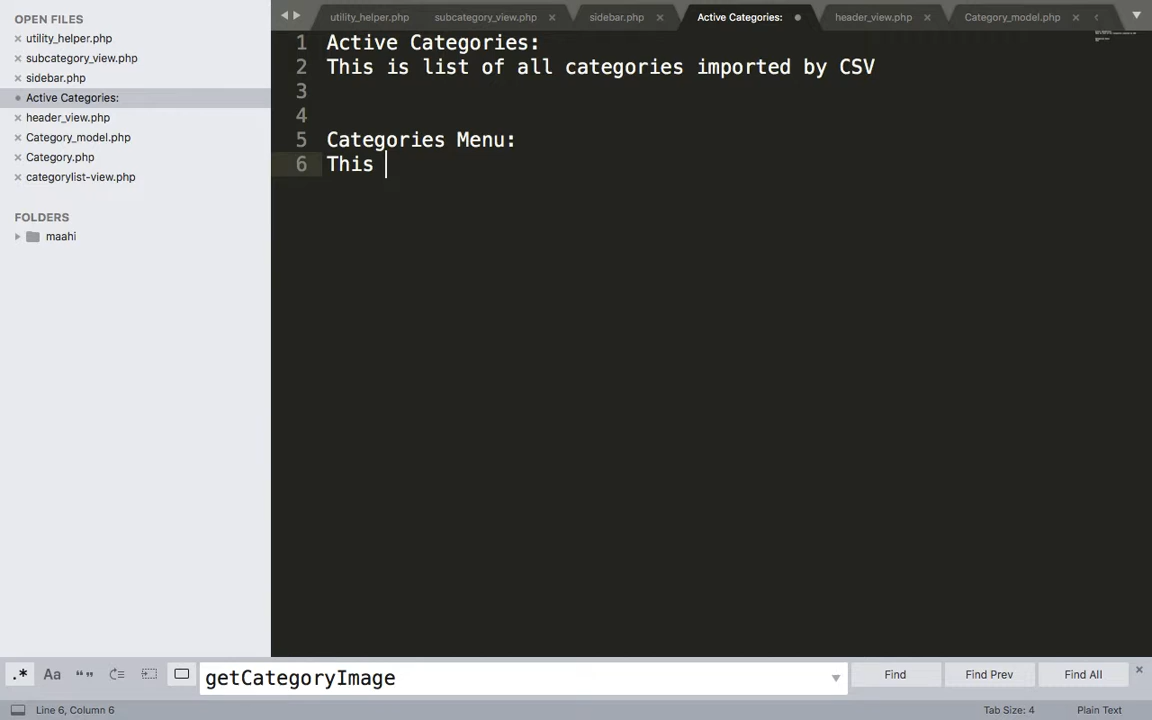 OPEN FILES
utility_helper.php
subcategory_view.php
sidebar.php
Active Categories:
header_view.php
Category_model.php
Category.php
categorylist-view.php
FOLDERS
maahi
utility_helper.php subcategory_view.php sidebar.php Active Categories: header_view.php Category_model.php
1 Active Categories:
2 This is list of all categories imported by CSV
3
4
5 Categories Menu:
6 This
.* Aa “” getCategoryImage Find Find Prev Find All
Line 6, Column 6 Tab Size: 4 Plain Text